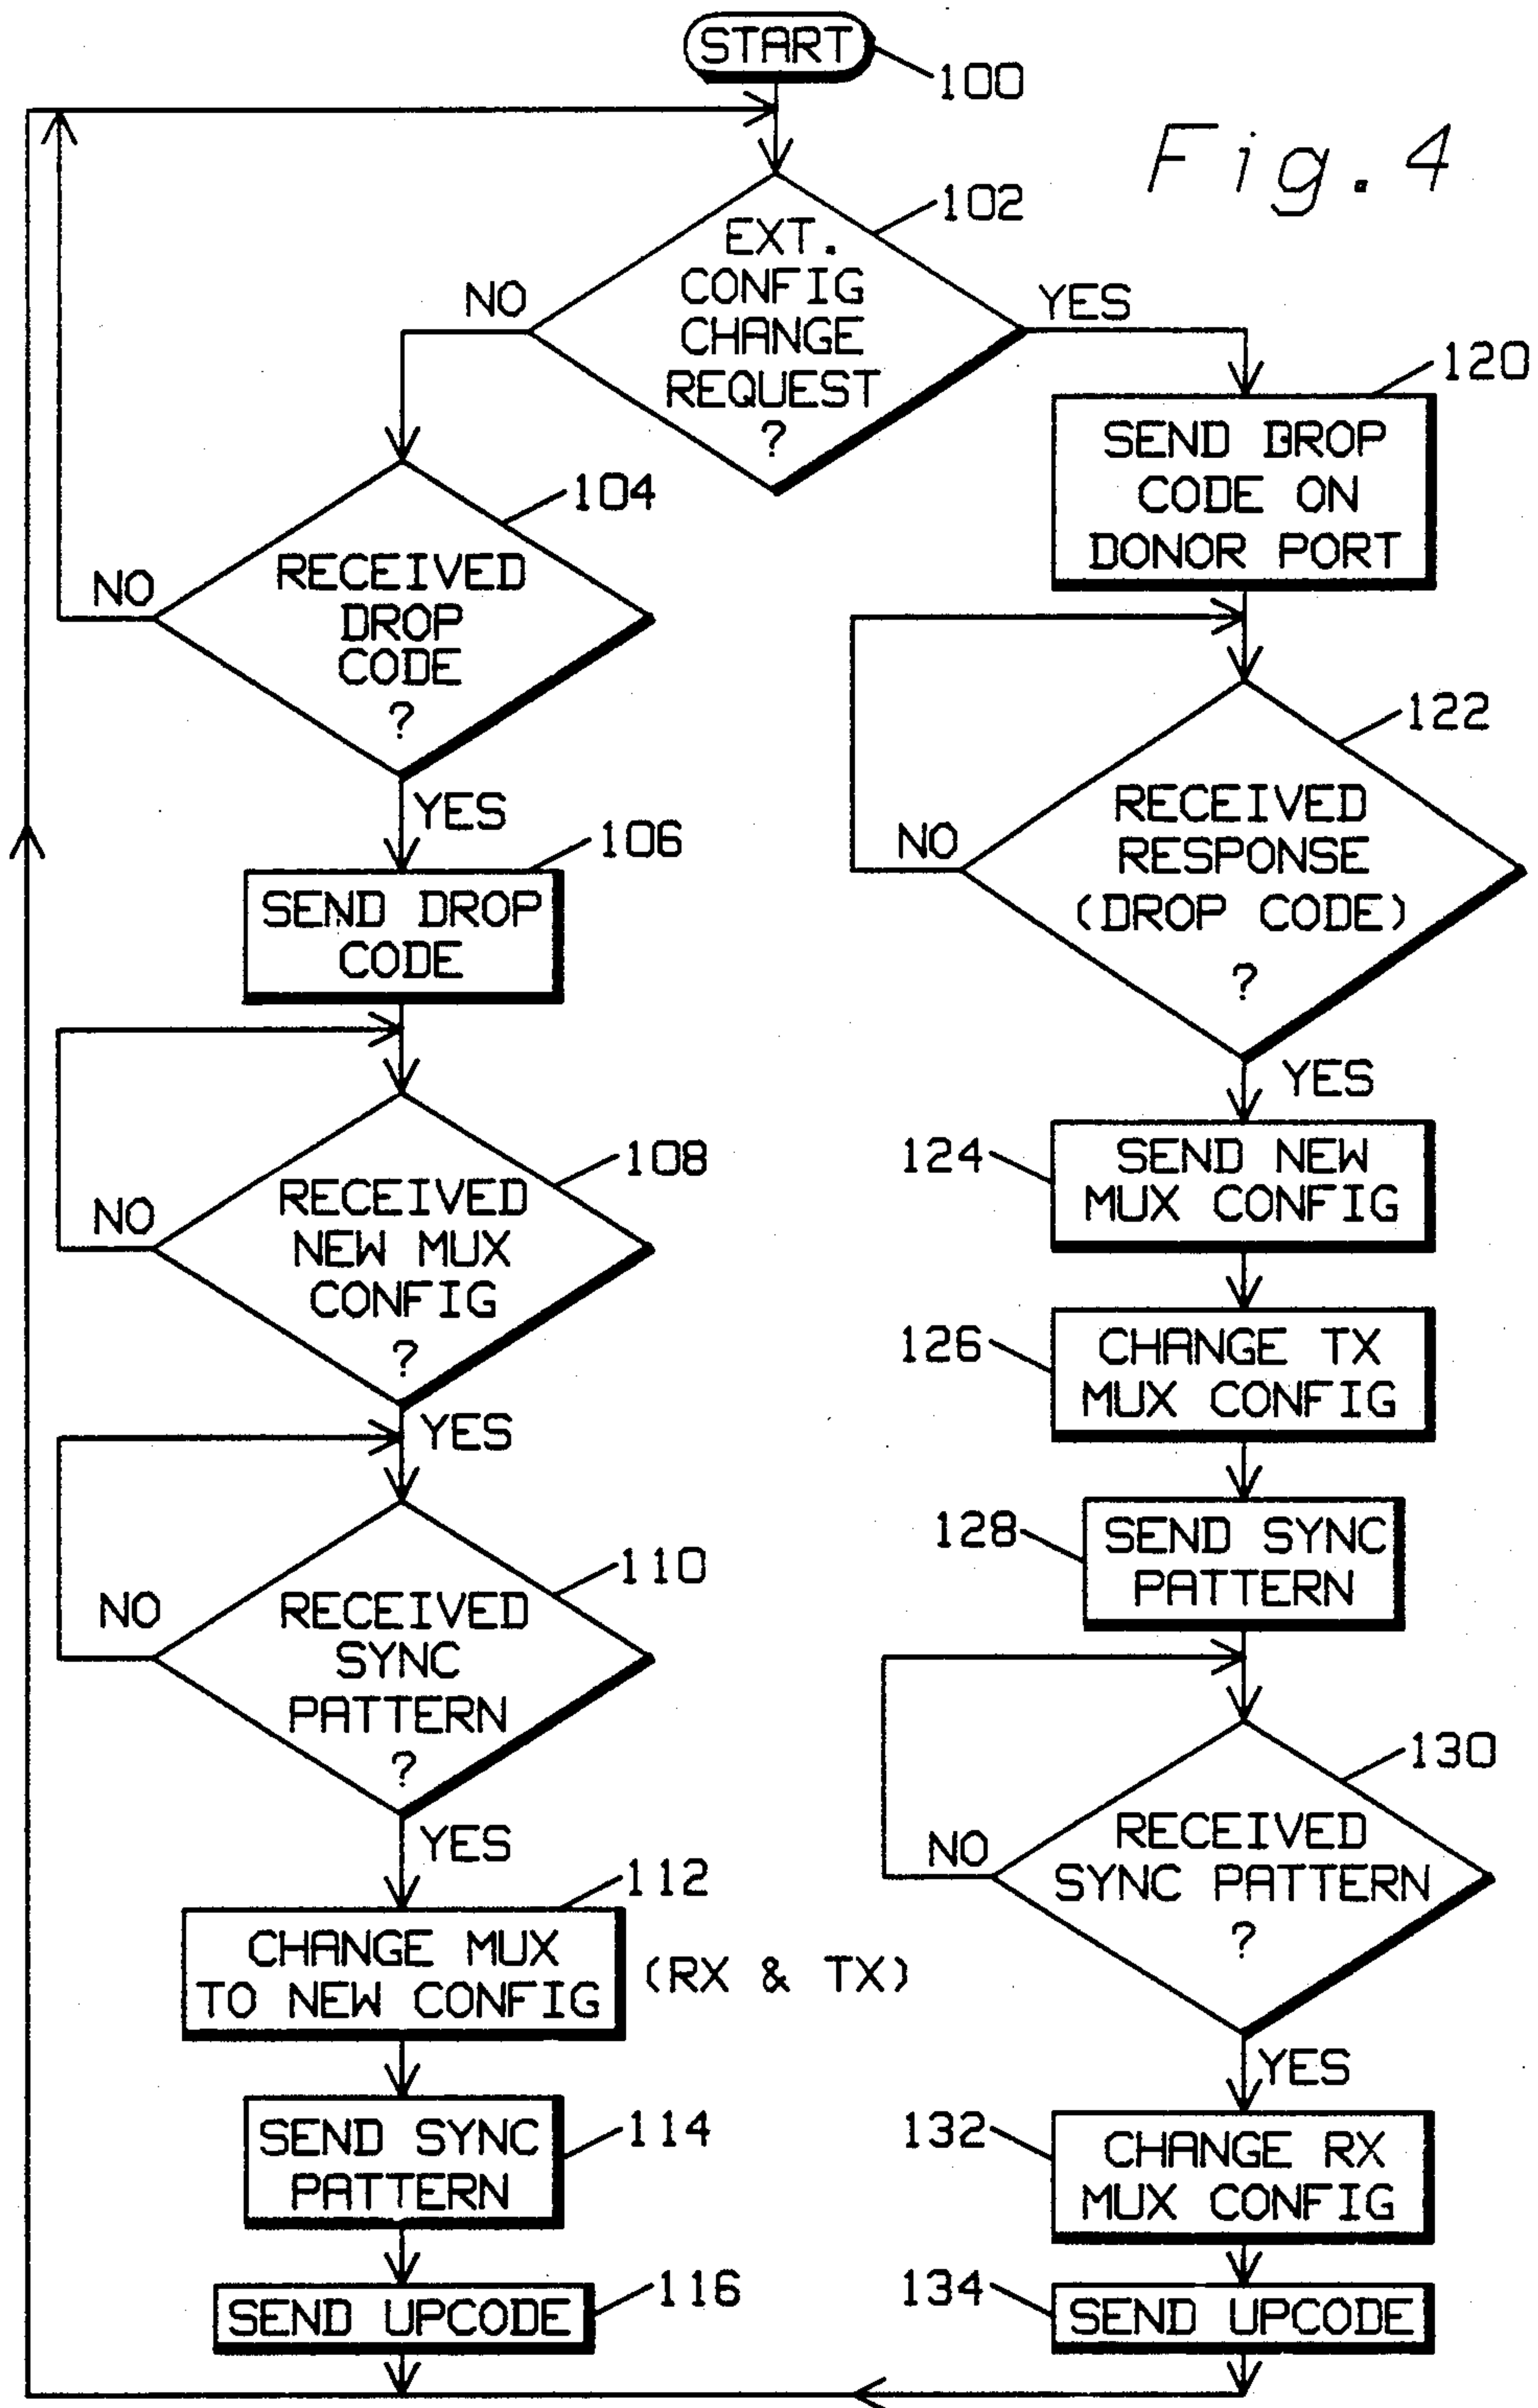 START
100
Fig. 4
102
EXT.
CONFIG
CHANGE
REQUEST
?
NO
YES
104
RECEIVED
DROP
CODE
?
NO
YES
106
SEND DROP
CODE
108
RECEIVED
NEW MUX
CONFIG
?
NO
YES
110
RECEIVED
SYNC
PATTERN
?
NO
YES
112
CHANGE MUX
TO NEW CONFIG
(RX & TX)
114
SEND SYNC
PATTERN
116
SEND UPCODE
120
SEND DROP
CODE ON
DONOR PORT
122
RECEIVED
RESPONSE
(DROP CODE)
?
NO
YES
124
SEND NEW
MUX CONFIG
126
CHANGE TX
MUX CONFIG
128
SEND SYNC
PATTERN
130
RECEIVED
SYNC PATTERN
?
NO
YES
132
CHANGE RX
MUX CONFIG
134
SEND UPCODE